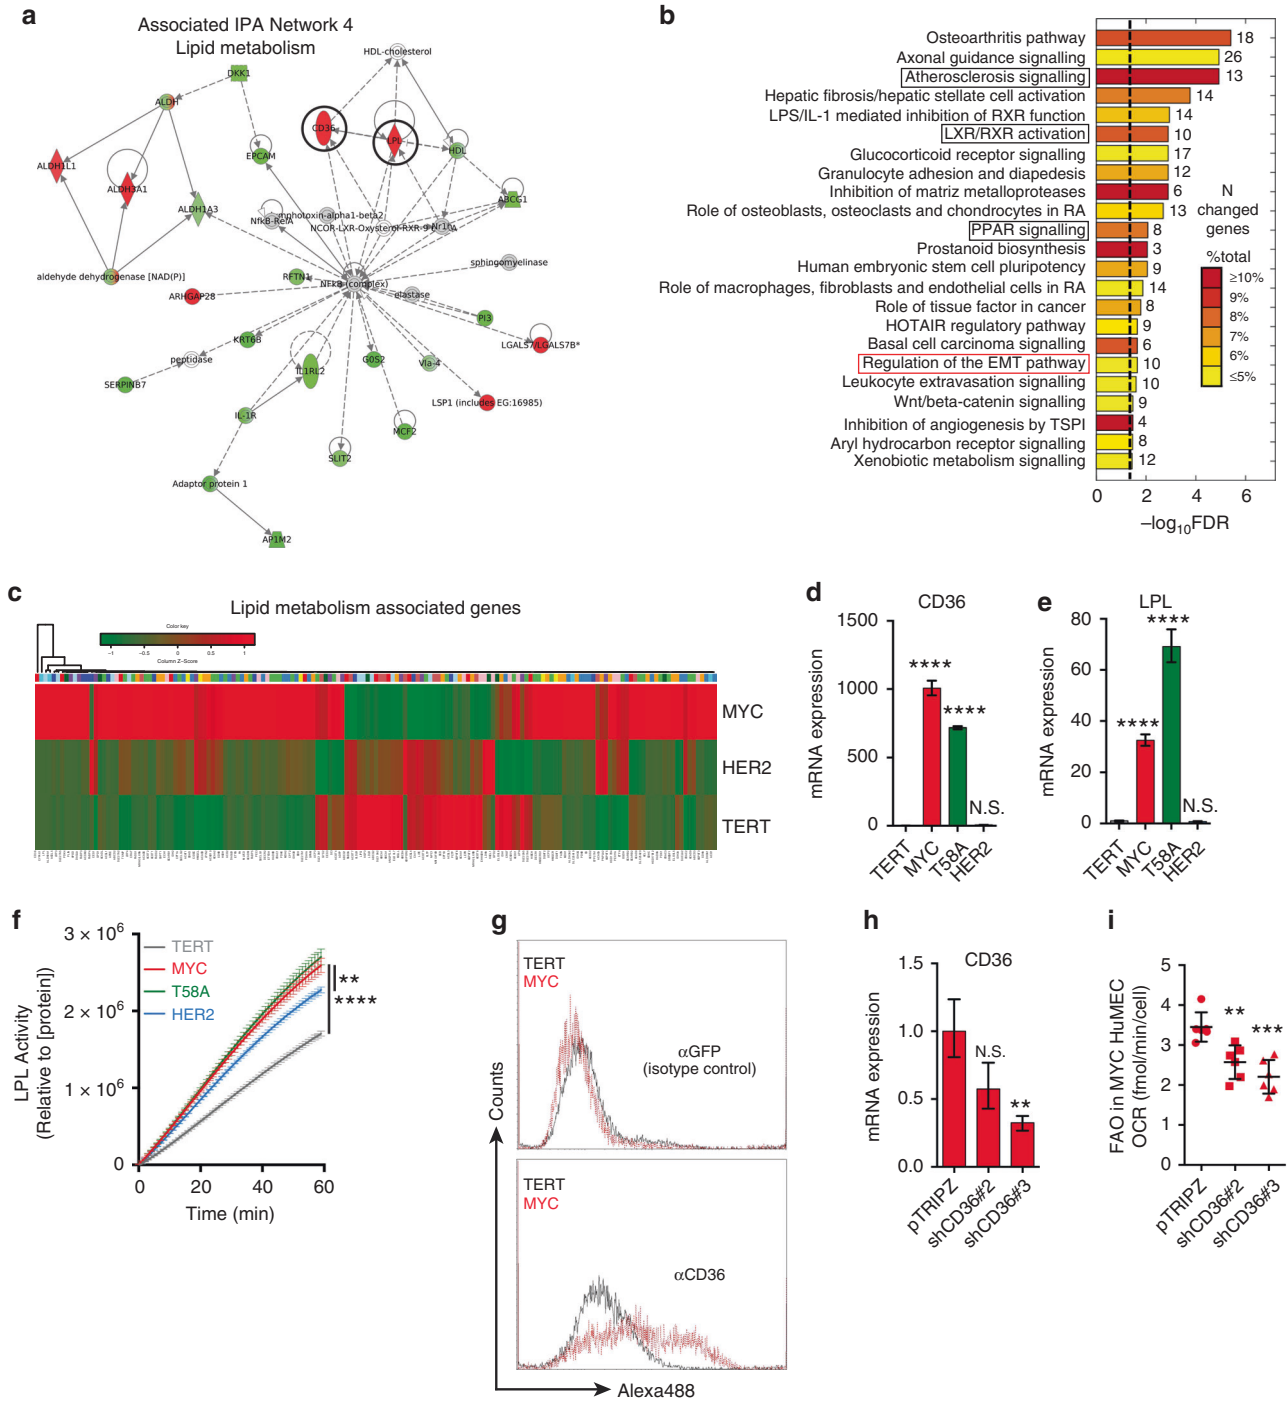 a
Associated IPA Network 4
Lipid metabolism
HDL-cholesterol
DKK1
ALDH
CD36
LPL
HDL
EPCAM
ALDH1L1
ALDH3A1
ALDH1A3
ABCG1
NfkB-RelA
sphingomyelinase
aldehyde dehydrogenase [NAD(P)]
RFTN1
NFkB (complex)
elastase
ARHGAP28
PI3
KRT6B
LGALS7/LGALS7B*
peptidase
G0S2
Vla-4
IL1RL2
SERPINB7
LSP1 (includes EG:16985)
IL-1R
MCF2
SLIT2
Adaptor protein 1
AP1M2
b
Osteoarthritis pathway 18
Axonal guidance signalling 26
Atherosclerosis signalling 13
Hepatic fibrosis/hepatic stellate cell activation 14
LPS/IL-1 mediated inhibition of RXR function 14
LXR/RXR activation 10
Glucocorticoid receptor signalling 17
Granulocyte adhesion and diapedesis 12
Inhibition of matriz metalloproteases 6
Role of osteoblasts, osteoclasts and chondrocytes in RA 13
PPAR signalling 8
Prostanoid biosynthesis 3
Human embryonic stem cell pluripotency 9
Role of macrophages, fibroblasts and endothelial cells in RA 14
Role of tissue factor in cancer 8
HOTAIR regulatory pathway 9
Basal cell carcinoma signalling 6
Regulation of the EMT pathway 10
Leukocyte extravasation signalling 10
Wnt/beta-catenin signalling 9
Inhibition of angiogenesis by TSPI 4
Aryl hydrocarbon receptor signalling 8
Xenobiotic metabolism signalling 12
N
changed
genes
%total
≥10%
9%
8%
7%
6%
≤5%
0 2 4 6
–log10FDR
c
Lipid metabolism associated genes
Color key
−1 −0.5 0 0.5 1
Column Z-Score
MYC
HER2
TERT
d
CD36
mRNA expression
1500
1000
500
0
****
****
N.S.
TERT
MYC
T58A
HER2
e
LPL
mRNA expression
80
60
40
20
0
****
****
N.S.
TERT
MYC
T58A
HER2
f
LPL Activity
(Relative to [protein])
3 × 10⁶
2 × 10⁶
1 × 10⁶
0
TERT
MYC
T58A
HER2
**
****
0 20 40 60
Time (min)
g
TERT
MYC
αGFP
(isotype control)
Counts
TERT
MYC
αCD36
Alexa488
h
CD36
mRNA expression
1.5
1.0
0.5
0.0
N.S.
**
pTRIPZ
shCD36#2
shCD36#3
i
FAO in MYC HuMEC
OCR (fmol/min/cell)
5
4
3
2
1
0
**
***
pTRIPZ
shCD36#2
shCD36#3